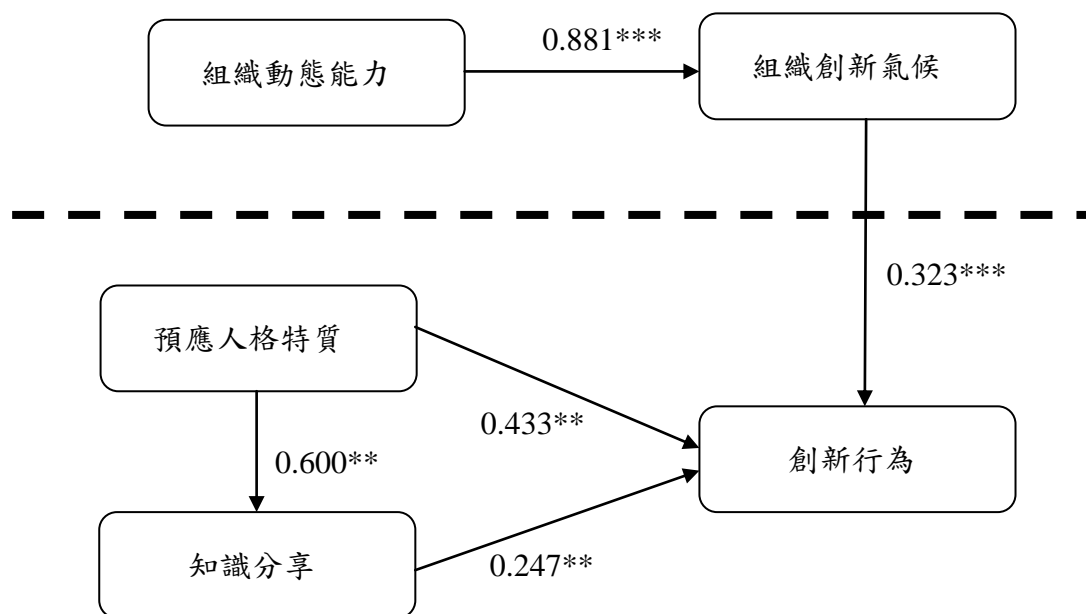 0.881***
組織動態能力
組織創新氣候
0.323***
預應人格特質
0.433**
0.600**
創新行為
知識分享
0.247**